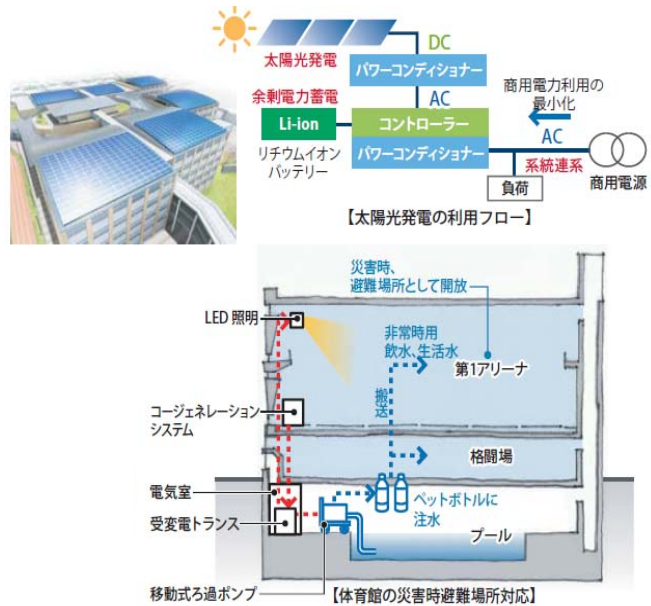 太陽光発電
DC
パワーコンディショナー
余剰電力蓄電
AC
商用電力利用の
最小化
Li-ion
コントローラー
AC
リチウムイオン
バッテリー
パワーコンディショナー
系統連系
負荷
商用電源
【太陽光発電の利用フロー】
災害時、
避難場所として開放
LED 照明
非常時用
飲水、生活水
第1アリーナ
搬送
コージェネレーション
システム
格闘場
電気室
ペットボトルに
注水
受変電トランス
プール
移動式ろ過ポンプ
【体育館の災害時避難場所対応】